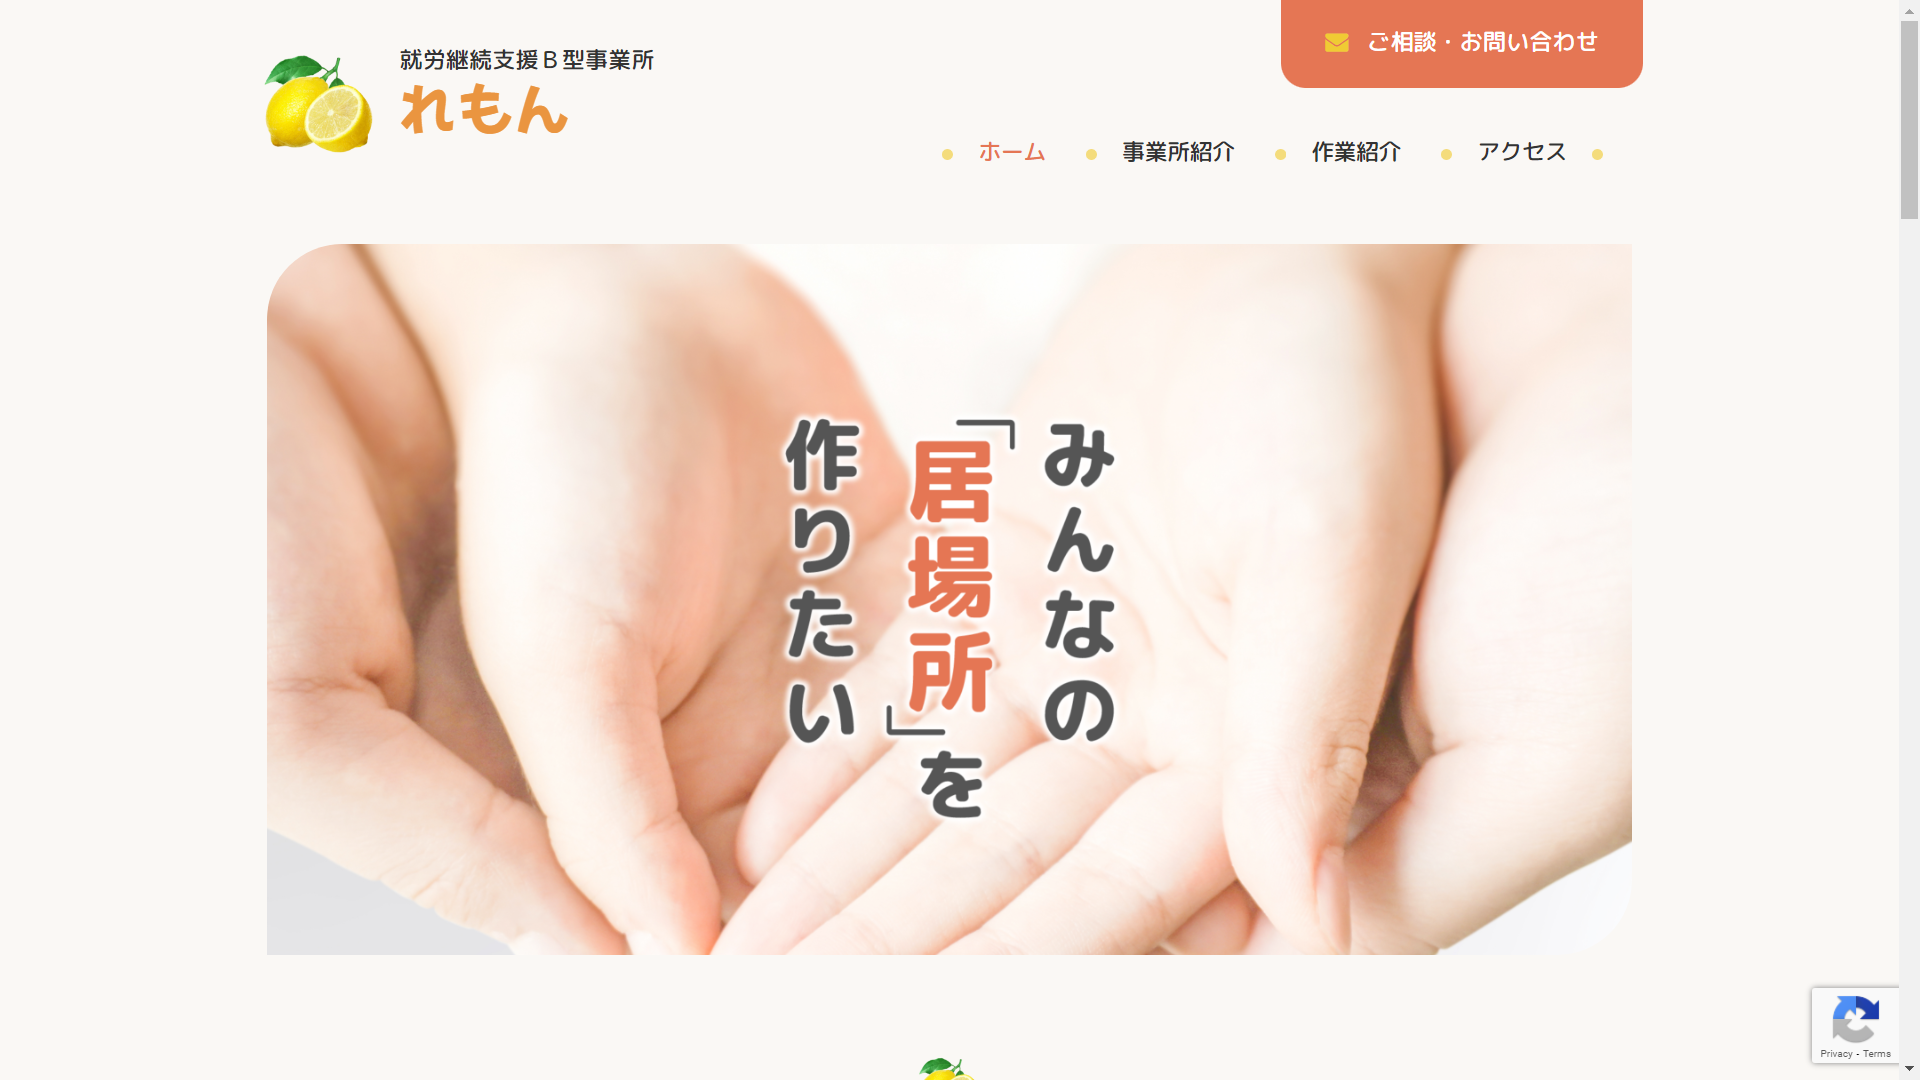 就労継続支援B型事業所
れもん
ご相談・お問い合わせ
ホーム
事業所紹介
作業紹介
アクセス
みんなの
「居場所」を
作りたい
Privacy - Terms